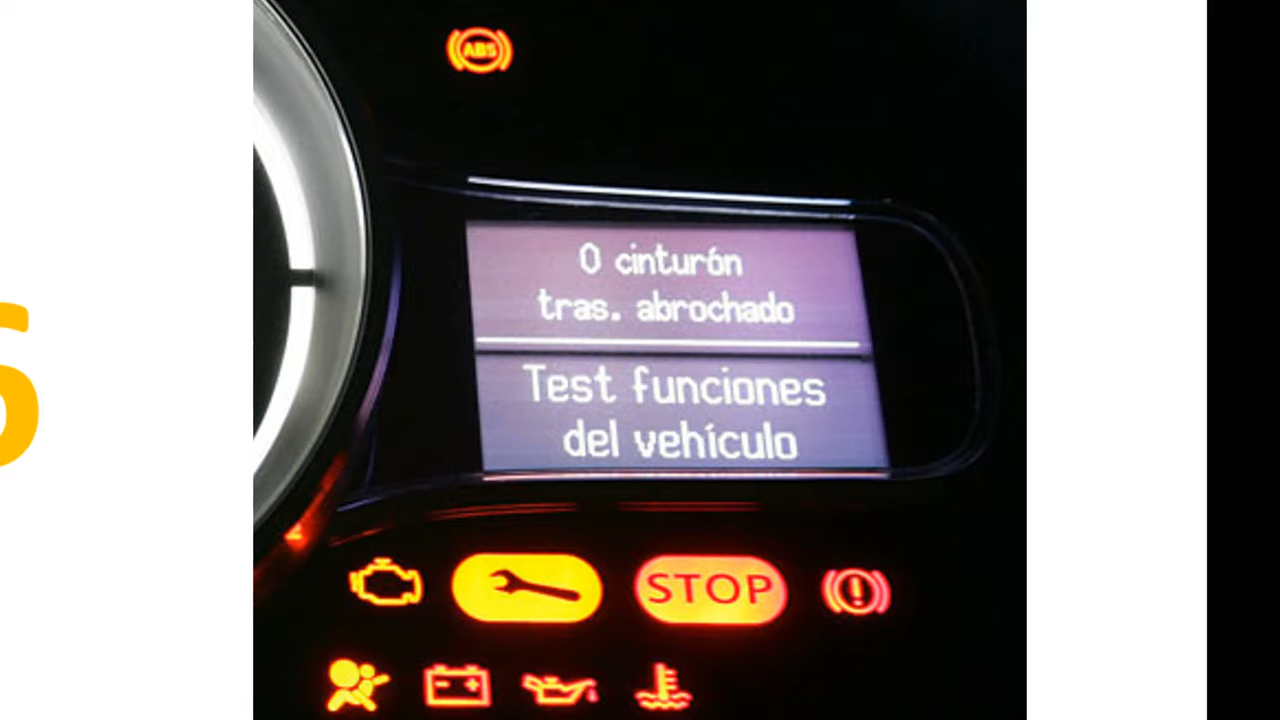 ABS
0 cinturón
tras. abrochado
Test funciones
del vehículo
STOP